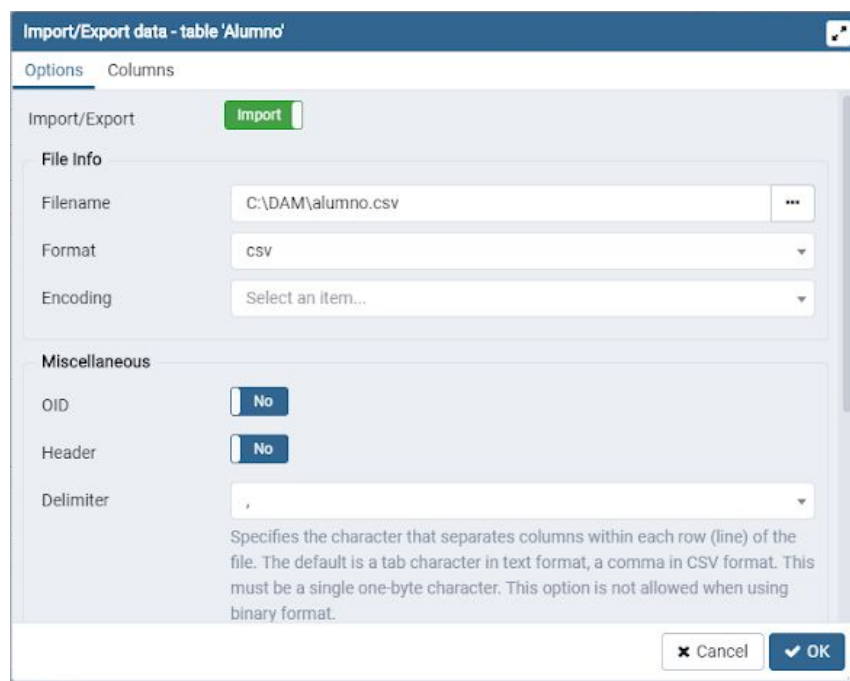 Import/Export data - table 'Alumno'
Options Columns
Import/Export Import
File Info
Filename C:\DAM\alumno.csv ...
Format csv
Encoding Select an item...
Miscellaneous
OID No
Header No
Delimiter ,
Specifies the character that separates columns within each row (line) of the
file. The default is a tab character in text format, a comma in CSV format. This
must be a single one-byte character. This option is not allowed when using
binary format.
Cancel OK